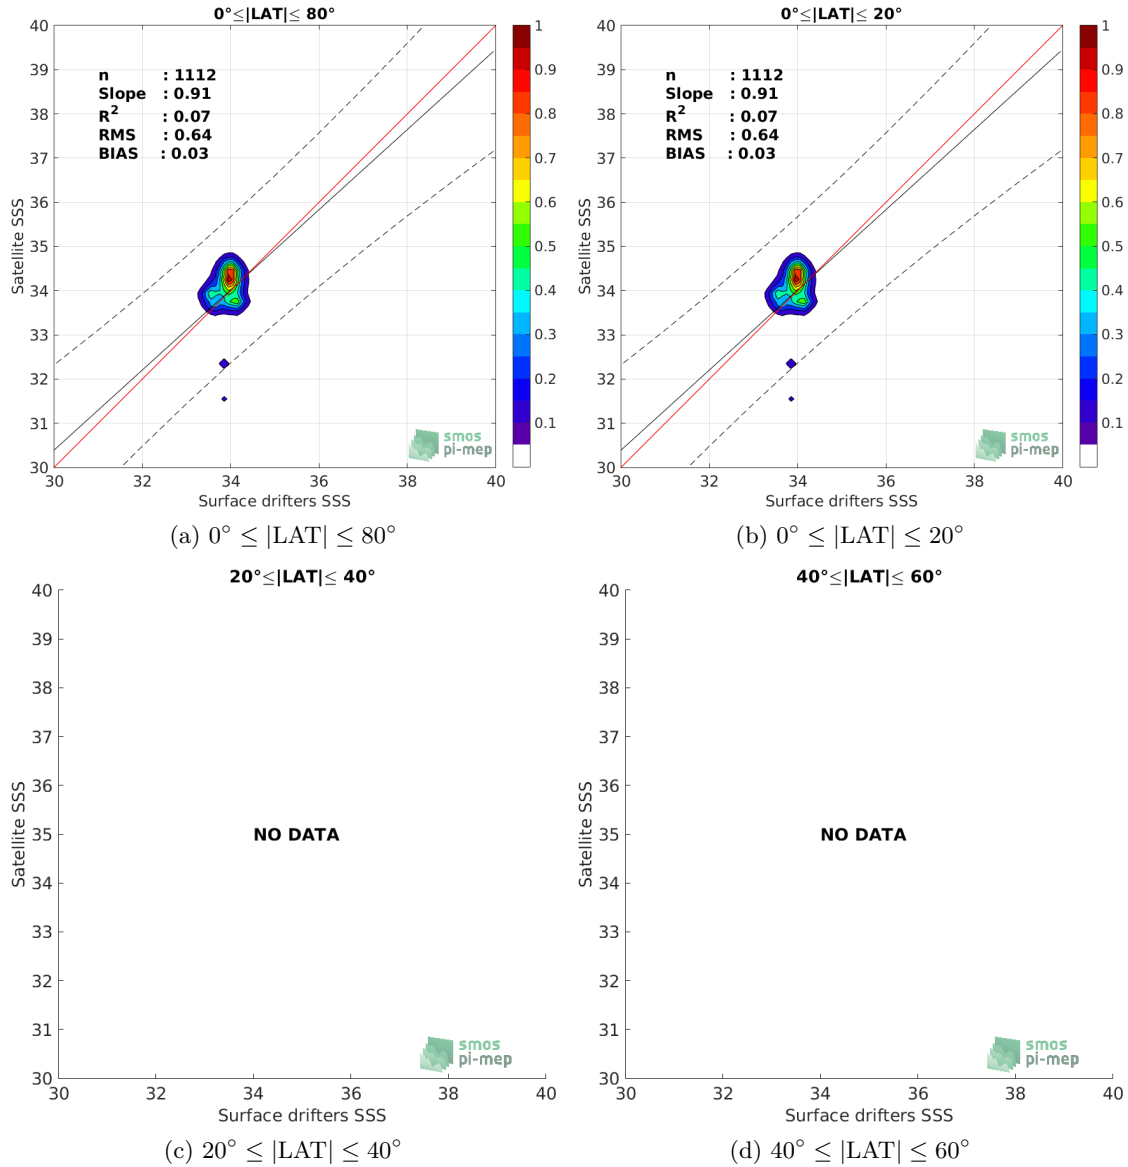 0°≤|LAT|≤ 80°
40
39
38
37
36
35
34
33
32
31
30
Satellite SSS
n : 1112
Slope : 0.91
R² : 0.07
RMS : 0.64
BIAS : 0.03
smos
pi-mep
30 32 34 36 38 40
Surface drifters SSS
1
0.9
0.8
0.7
0.6
0.5
0.4
0.3
0.2
0.1
(a) 0° ≤ |LAT| ≤ 80°
0°≤|LAT|≤ 20°
40
39
38
37
36
35
34
33
32
31
30
Satellite SSS
n : 1112
Slope : 0.91
R² : 0.07
RMS : 0.64
BIAS : 0.03
smos
pi-mep
30 32 34 36 38 40
Surface drifters SSS
1
0.9
0.8
0.7
0.6
0.5
0.4
0.3
0.2
0.1
(b) 0° ≤ |LAT| ≤ 20°
20°≤|LAT|≤ 40°
40
39
38
37
36
35
34
33
32
31
30
Satellite SSS
NO DATA
smos
pi-mep
30 32 34 36 38 40
Surface drifters SSS
(c) 20° ≤ |LAT| ≤ 40°
40°≤|LAT|≤ 60°
40
39
38
37
36
35
34
33
32
31
30
Satellite SSS
NO DATA
smos
pi-mep
30 32 34 36 38 40
Surface drifters SSS
(d) 40° ≤ |LAT| ≤ 60°